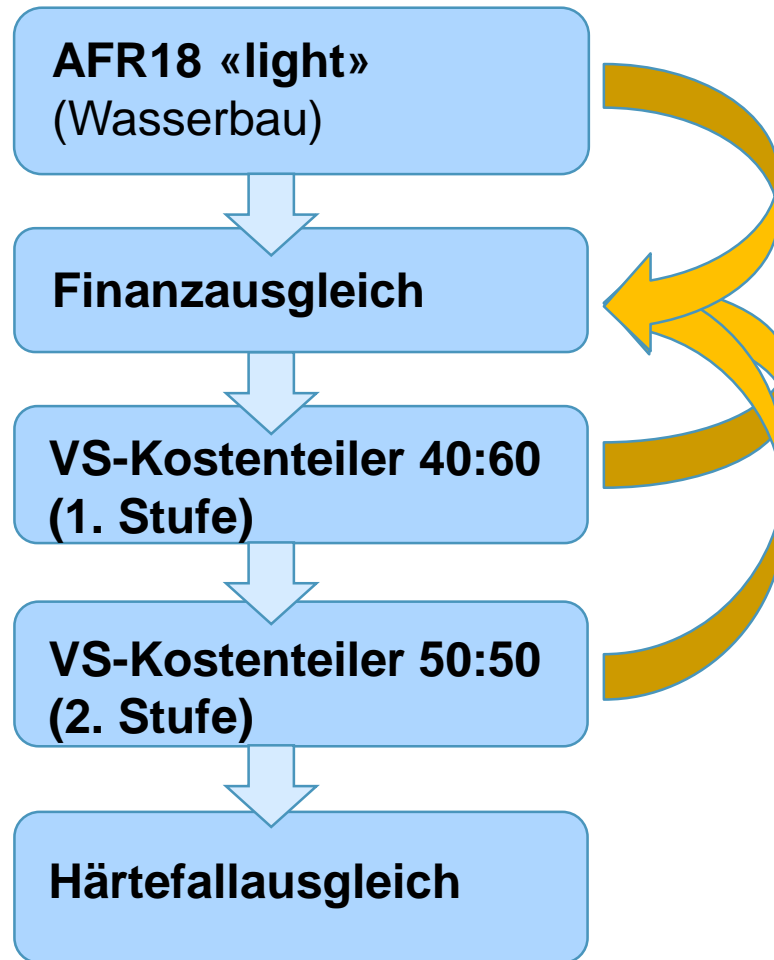 AFR18 «light»
(Wasserbau)
Finanzausgleich
VS-Kostenteiler 40:60
(1. Stufe)
VS-Kostenteiler 50:50
(2. Stufe)
Härtefallausgleich